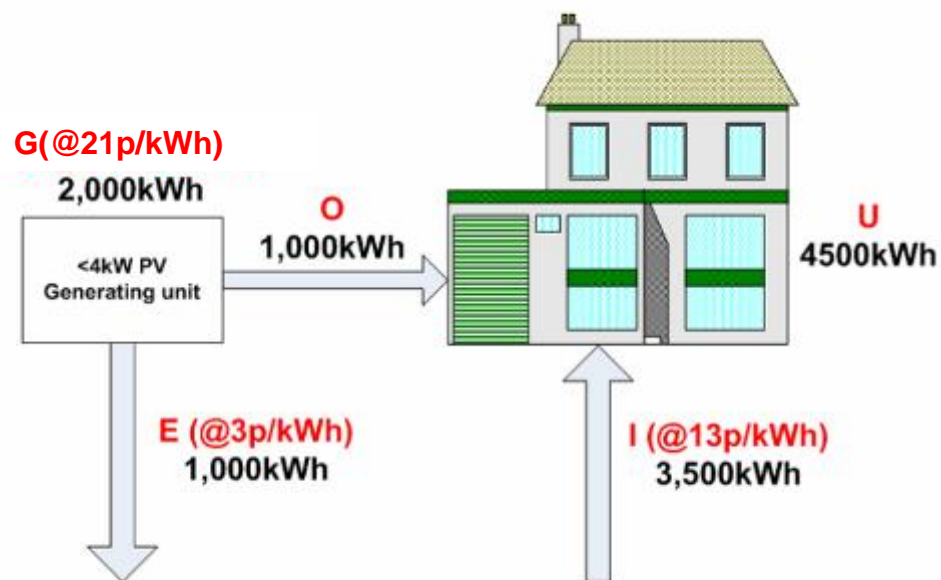 G(@21p/kWh)
2,000kWh
<4kW PV
Generating unit
O
1,000kWh
U
4500kWh
E (@3p/kWh)
1,000kWh
I (@13p/kWh)
3,500kWh